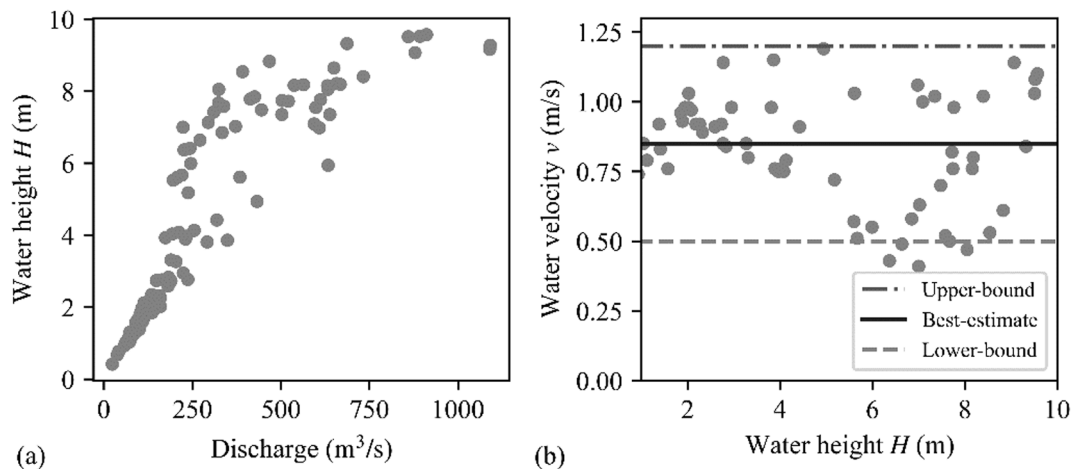 10
8
6
4
2
0
Water height H (m)
0 250 500 750 1000
Discharge (m³/s)
(a)
1.25
1.00
0.75
0.50
0.25
0.00
Water velocity v (m/s)
Upper-bound
Best-estimate
Lower-bound
2 4 6 8 10
Water height H (m)
(b)